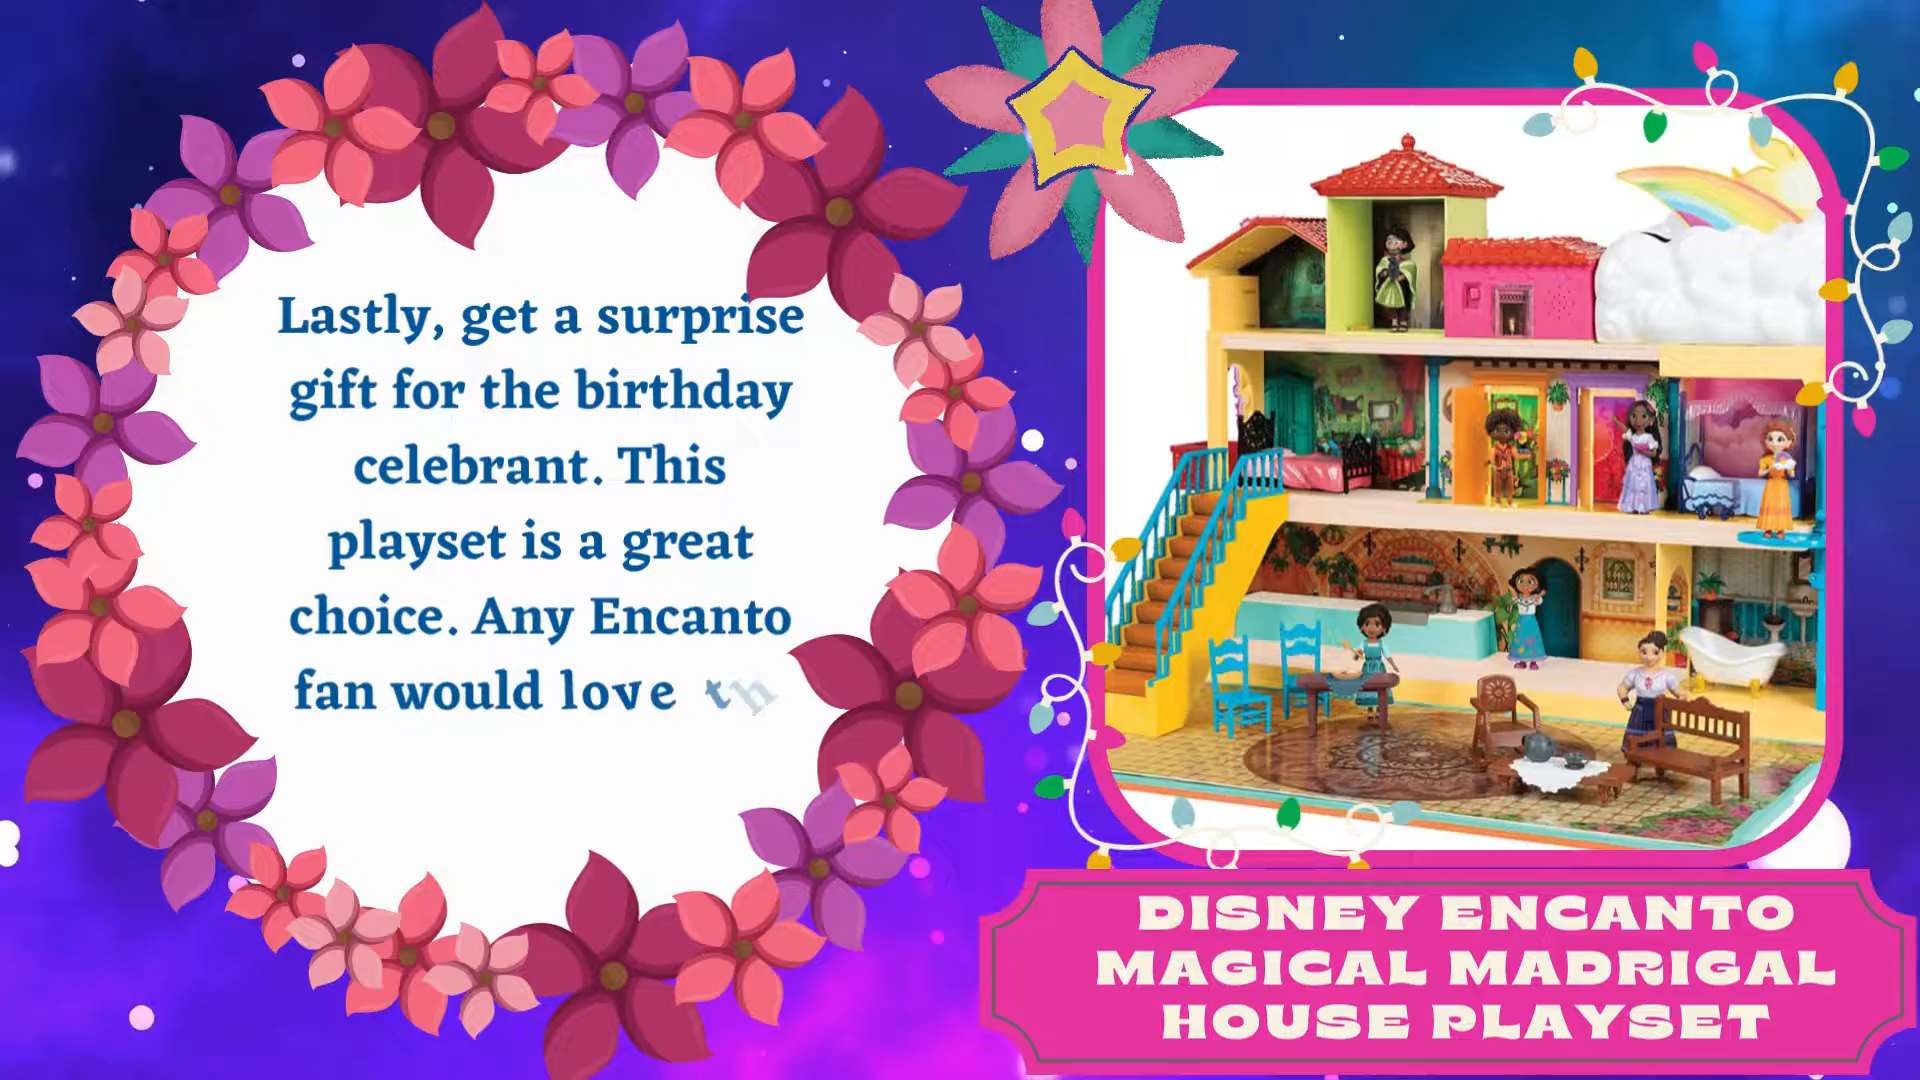 Lastly, get a surprise
gift for the birthday
celebrant. This
playset is a great
choice. Any Encanto
fan would love th
DISNEY ENCANTO
MAGICAL MADRIGAL
HOUSE PLAYSET